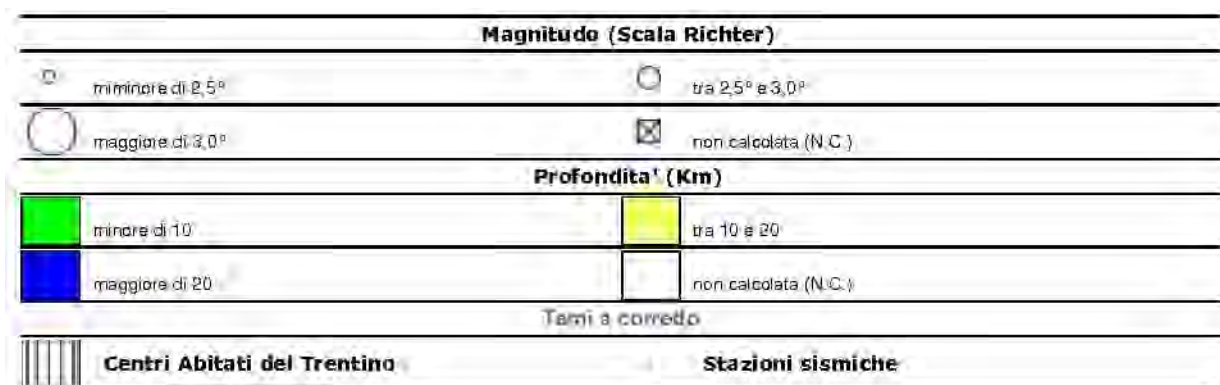 Magnitudo (Scala Richter)
miminore di 2,5° tra 2,5° e 3,0°
maggiore di 3,0° non calcolata (N.C.)
Profondita' (Km)
minore di 10 tra 10 e 20
maggiore di 20 non calcolata (N.C.)
Temi a corredo
Centri Abitati del Trentino Stazioni sismiche